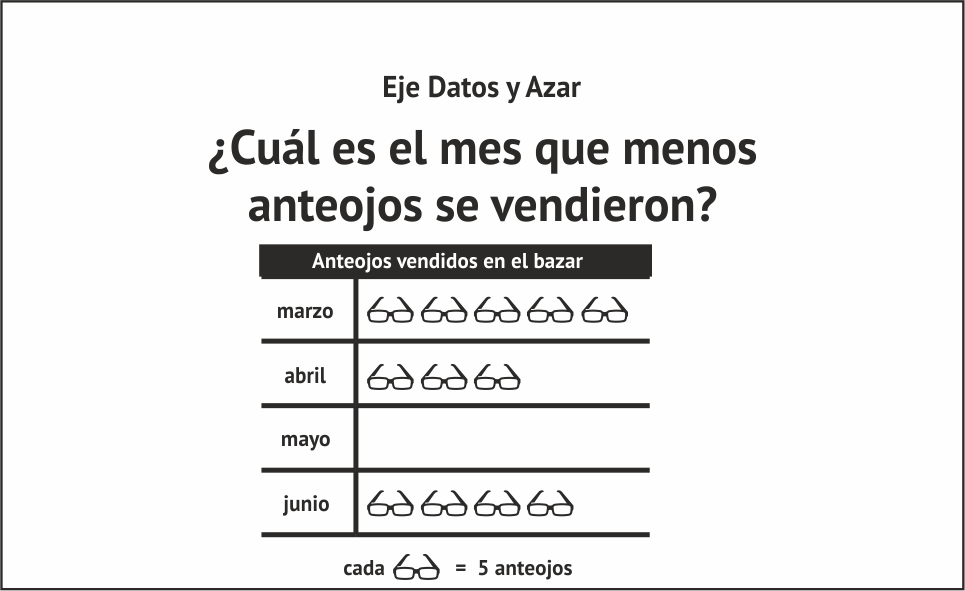 Eje Datos y Azar
¿Cuál es el mes que menos
anteojos se vendieron?
Anteojos vendidos en el bazar
marzo
abril
mayo
junio
cada = 5 anteojos